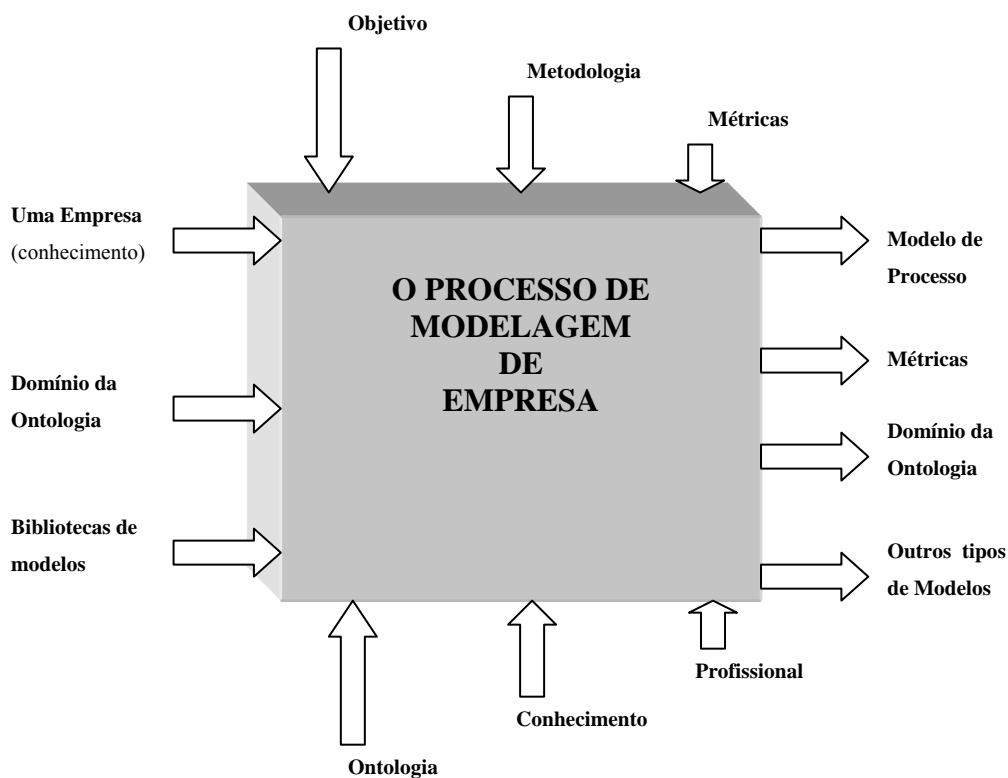 Objetivo
Metodologia
Métricas
Uma Empresa
(conhecimento)
Domínio da
Ontologia
Bibliotecas de
modelos
O PROCESSO DE
MODELAGEM
DE
EMPRESA
Modelo de
Processo
Métricas
Domínio da
Ontologia
Outros tipos
de Modelos
Profissional
Conhecimento
Ontologia